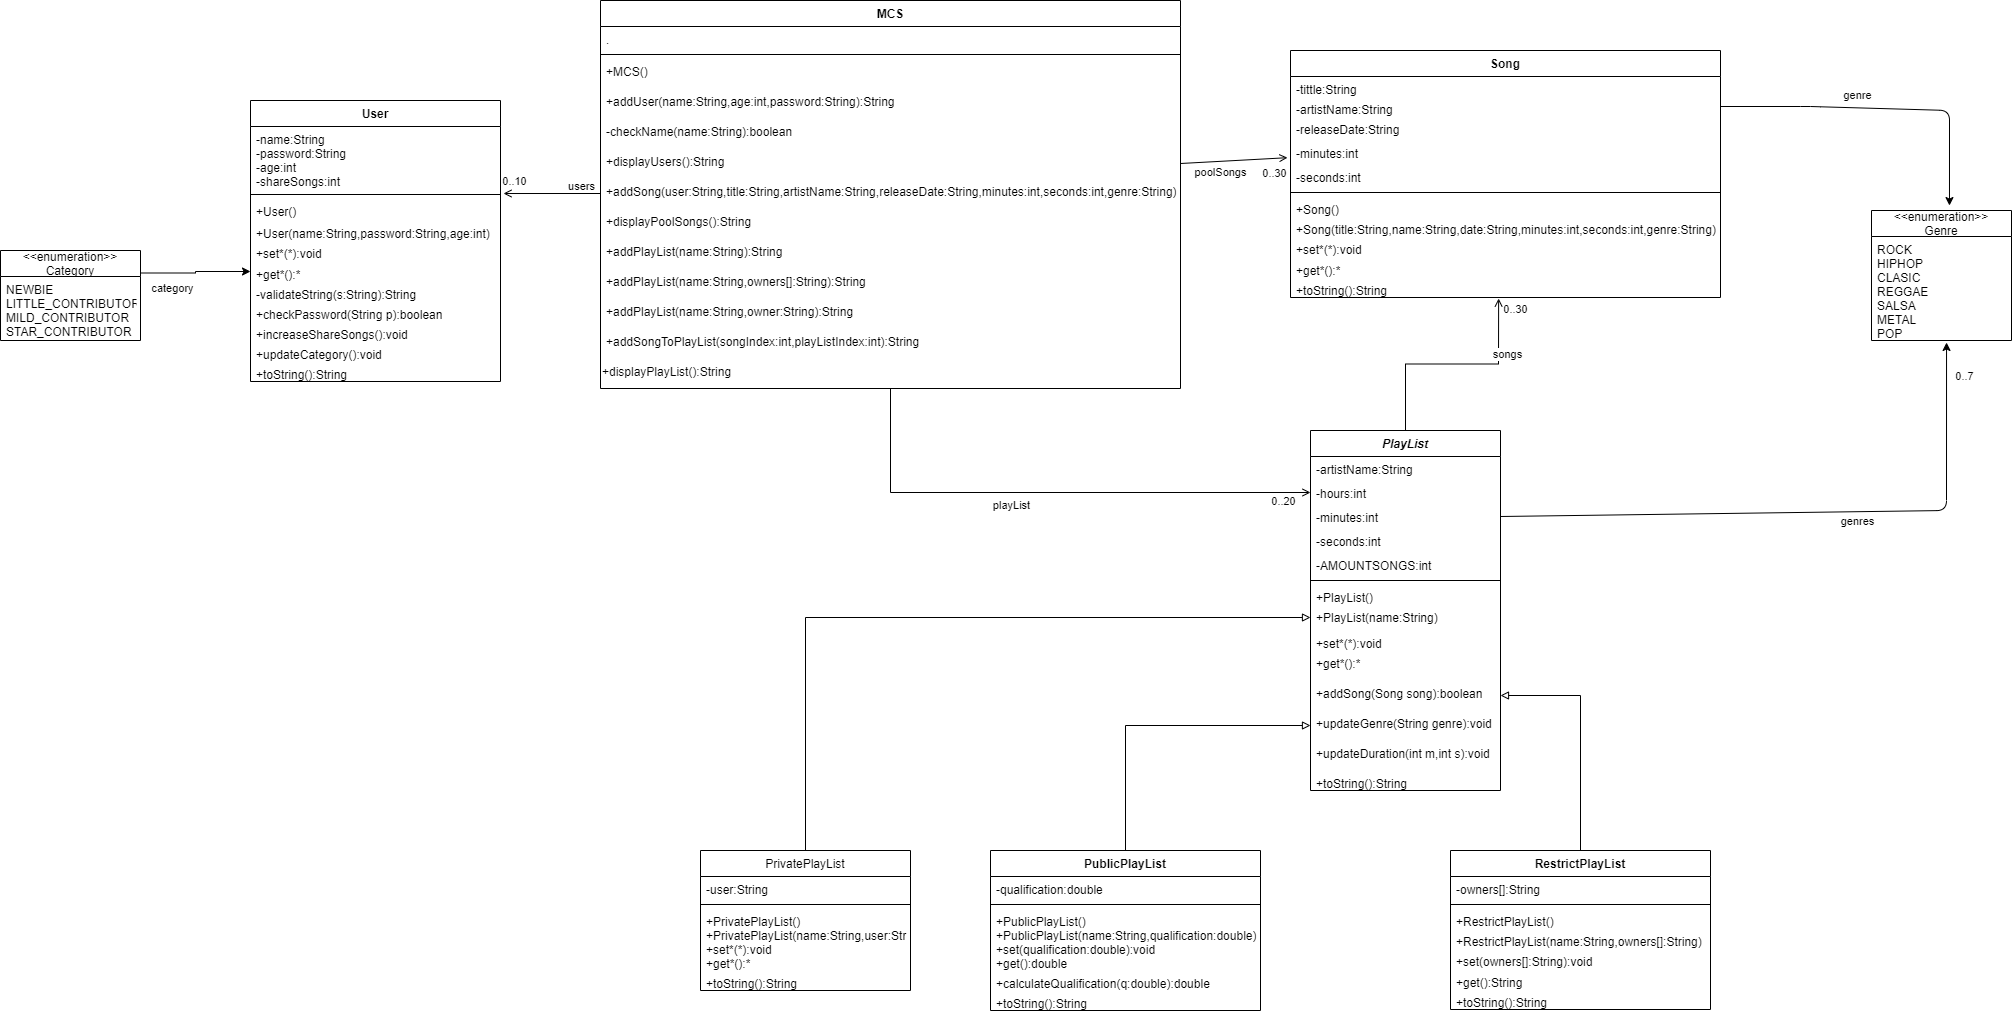 MCS
.
+MCS()
+addUser(name:String,age:int,password:String):String
-checkName(name:String):boolean
+displayUsers():String
+addSong(user:String,title:String,artistName:String,releaseDate:String,minutes:int,seconds:int,genre:String)
+displayPoolSongs():String
+addPlayList(name:String):String
+addPlayList(name:String,owners[]:String):String
+addPlayList(name:String,owner:String):String
+addSongToPlayList(songIndex:int,playListIndex:int):String
+displayPlayList():String
User
-name:String
-password:String
-age:int
-shareSongs:int
+User()
+User(name:String,password:String,age:int)
+set*(*):void
+get*():*
-validateString(s:String):String
+checkPassword(String p):boolean
+increaseShareSongs():void
+updateCategory():void
+toString():String
0..10
users
<<enumeration>>
Category
NEWBIE
LITTLE_CONTRIBUTOR
MILD_CONTRIBUTOR
STAR_CONTRIBUTOR
category
Song
-tittle:String
-artistName:String
-releaseDate:String
-minutes:int
-seconds:int
+Song()
+Song(title:String,name:String,date:String,minutes:int,seconds:int,genre:String)
+set*(*):void
+get*():*
+toString():String
poolSongs
0..30
genre
<<enumeration>>
Genre
ROCK
HIPHOP
CLASIC
REGGAE
SALSA
METAL
POP
0..7
0..30
songs
PlayList
-artistName:String
-hours:int
-minutes:int
-seconds:int
-AMOUNTSONGS:int
+PlayList()
+PlayList(name:String)
+set*(*):void
+get*():*
+addSong(Song song):boolean
+updateGenre(String genre):void
+updateDuration(int m,int s):void
+toString():String
0..20
playList
genres
PrivatePlayList
-user:String
+PrivatePlayList()
+PrivatePlayList(name:String,user:Str
+set*(*):void
+get*():*
+toString():String
PublicPlayList
-qualification:double
+PublicPlayList()
+PublicPlayList(name:String,qualification:double)
+set(qualification:double):void
+get():double
+calculateQualification(q:double):double
+toString():String
RestrictPlayList
-owners[]:String
+RestrictPlayList()
+RestrictPlayList(name:String,owners[]:String)
+set(owners[]:String):void
+get():String
+toString():String